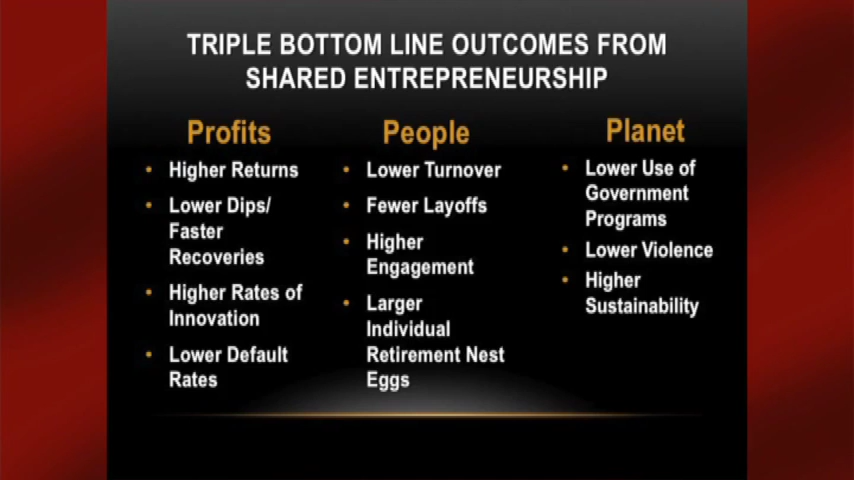 TRIPLE BOTTOM LINE OUTCOMES FROM
SHARED ENTREPRENEURSHIP
Profits
• Higher Returns
• Lower Dips/
Faster
Recoveries
• Higher Rates of
Innovation
• Lower Default
Rates
People
• Lower Turnover
• Fewer Layoffs
• Higher
Engagement
• Larger
Individual
Retirement Nest
Eggs
Planet
• Lower Use of
Government
Programs
• Lower Violence
• Higher
Sustainability